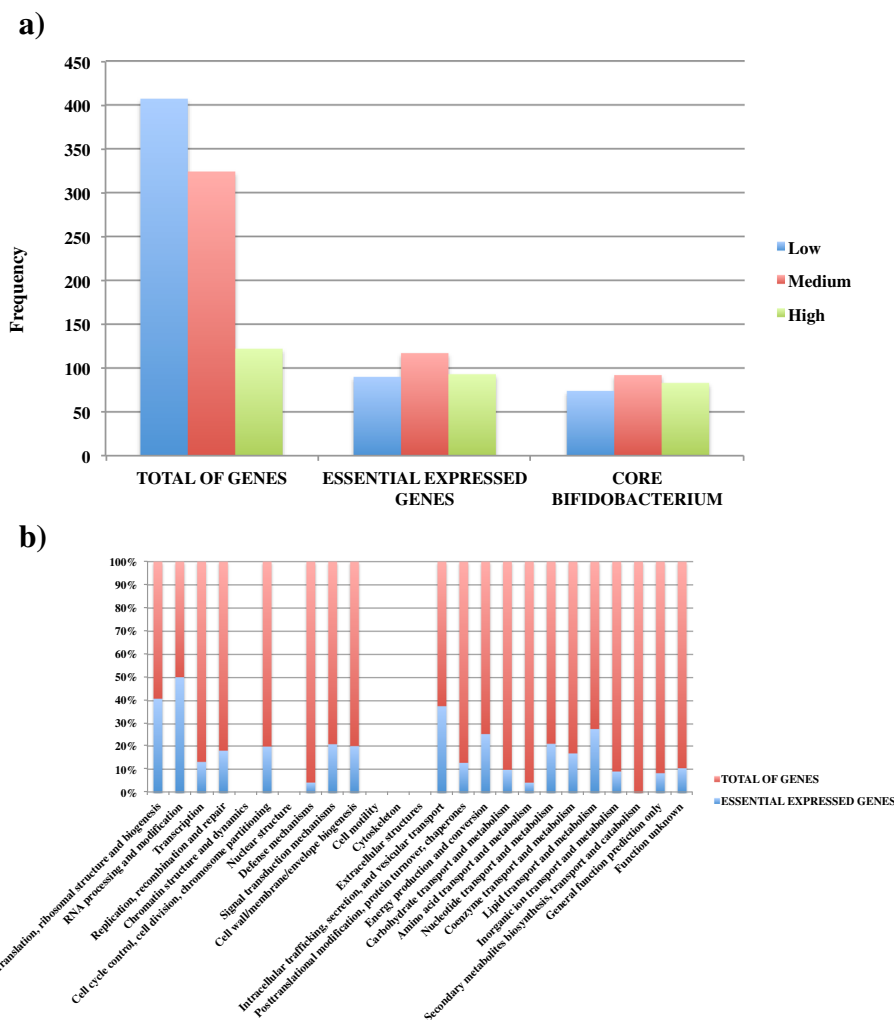 a)
450
400
350
300
250
200
150
100
50
0
Frequency
TOTAL OF GENES
ESSENTIAL EXPRESSED
GENES
CORE
BIFIDOBACTERIUM
Low
Medium
High
b)
100%
90%
80%
70%
60%
50%
40%
30%
20%
10%
0%
ribosomal structure and biogenesis
RNA processing and modification
Transcription
Replication, recombination and repair
Chromatin structure and dynamics
Cell cycle control, cell division, chromosome partitioning
Nuclear structure
Defense mechanisms
Signal transduction mechanisms
Cell wall/membrane/envelope biogenesis
Cell motility
Cytoskeleton
Extracellular structures
Intracellular trafficking, secretion, and vesicular transport
Posttranslational modification, protein turnover, chaperones
Energy production and conversion
Carbohydrate transport and metabolism
Amino acid transport and metabolism
Nucleotide transport and metabolism
Coenzyme transport and metabolism
Lipid transport and metabolism
Inorganic ion transport and metabolism
Secondary metabolites biosynthesis, transport and catabolism
General function prediction only
Function unknown
TOTAL OF GENES
ESSENTIAL EXPRESSED GENES